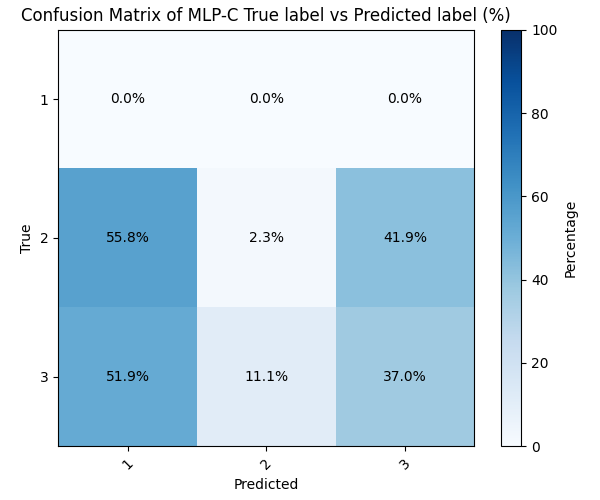 Confusion Matrix of MLP-C True label vs Predicted label (%)
100
80
60
40
20
0
Percentage
True
1
0.0% 0.0% 0.0%
2
55.8% 2.3% 41.9%
3
51.9% 11.1% 37.0%
1 2 3
Predicted